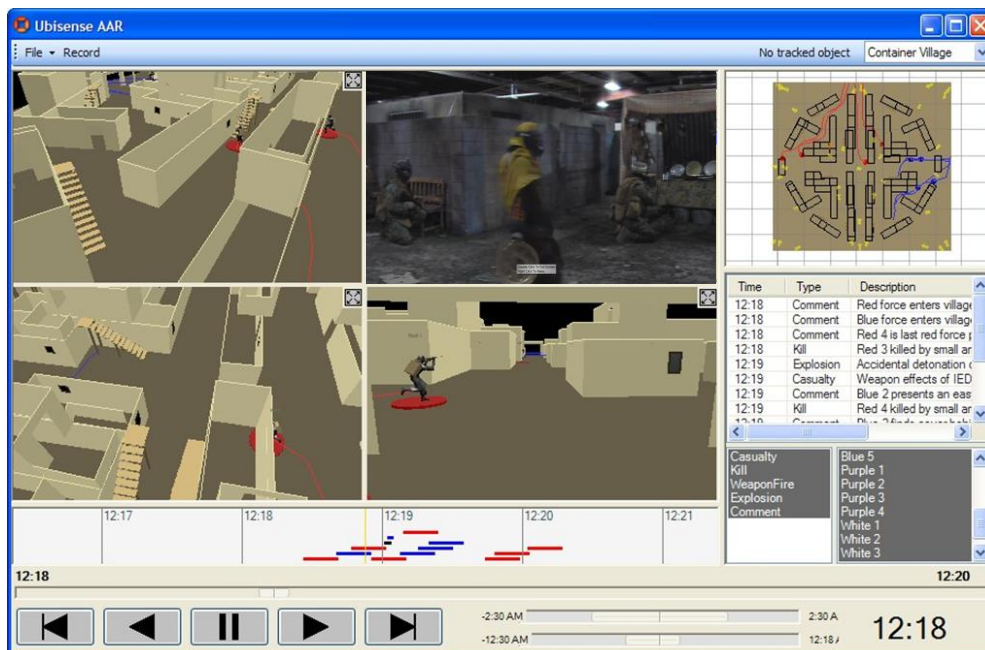 Ubisense AAR
File Record No tracked object Container Village
Time Type Description
12:18 Comment Red force enters village
12:18 Comment Blue force enters villag
12:18 Comment Red 4 is last red force p
12:18 Kill Red 3 killed by small ar
12:19 Explosion Accidental detonation o
12:19 Casualty Weapon effects of IED
12:19 Comment Blue 2 presents an eas
12:19 Kill Red 4 killed by small ar
12:19 Comment
Casualty
Kill
WeaponFire
Explosion
Comment
Blue 5
Purple 1
Purple 2
Purple 3
Purple 4
White 1
White 2
White 3
12:17 12:18 12:19 12:20 12:21
12:18 12:20
-2:30 AM 2:30 A
-12:30 AM 12:18
12:18